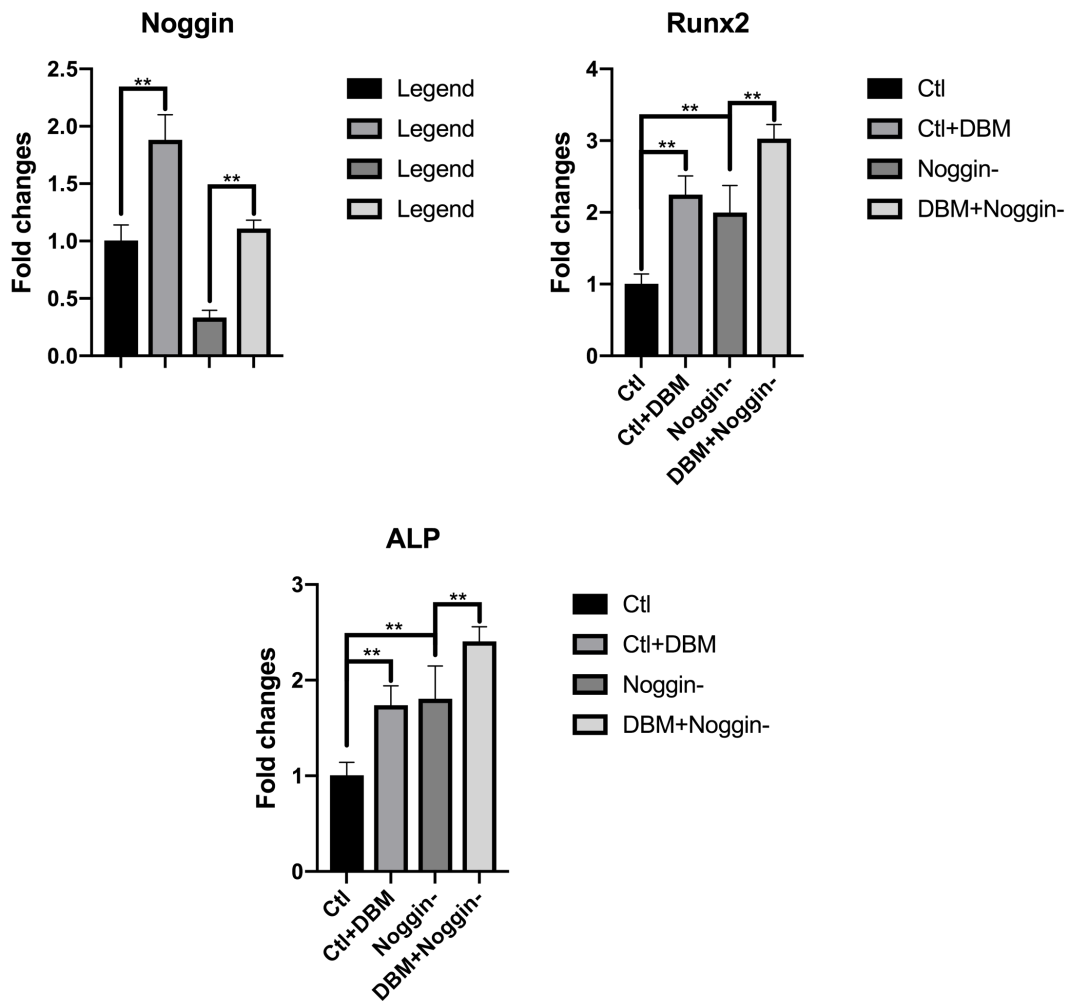 Noggin
Fold changes
2.5
2.0
1.5
1.0
0.5
0.0
**
**
Legend
Legend
Legend
Legend
Runx2
Fold changes
4
3
2
1
0
**
**
**
Ctl
Ctl+DBM
Noggin-
DBM+Noggin-
Ctl
Ctl+DBM
Noggin-
DBM+Noggin-
ALP
Fold changes
3
2
1
0
**
**
**
Ctl
Ctl+DBM
Noggin-
DBM+Noggin-
Ctl
Ctl+DBM
Noggin-
DBM+Noggin-